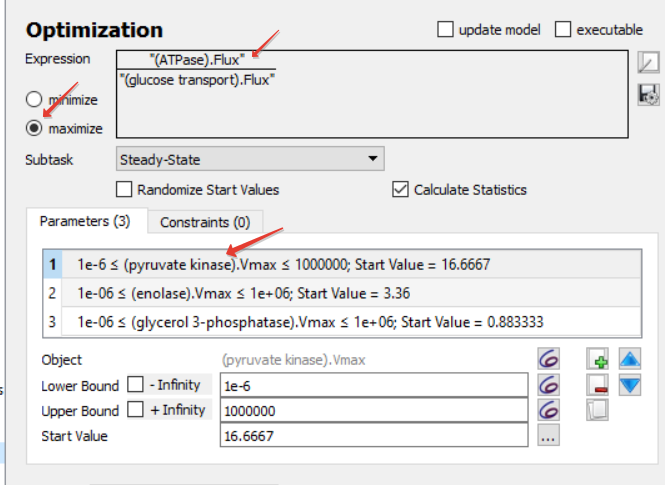 Optimization
update model
executable
Expression
"(ATPase).Flux"
"(glucose transport).Flux"
minimize
maximize
Subtask
Steady-State
Randomize Start Values
Calculate Statistics
Parameters (3)
Constraints (0)
1 1e-6 ≤ (pyruvate kinase).Vmax ≤ 1000000; Start Value = 16.6667
2 1e-06 ≤ (enolase).Vmax ≤ 1e+06; Start Value = 3.36
3 1e-06 ≤ (glycerol 3-phosphatase).Vmax ≤ 1e+06; Start Value = 0.883333
Object (pyruvate kinase).Vmax
Lower Bound - Infinity 1e-6
Upper Bound + Infinity 1000000
Start Value 16.6667 ...